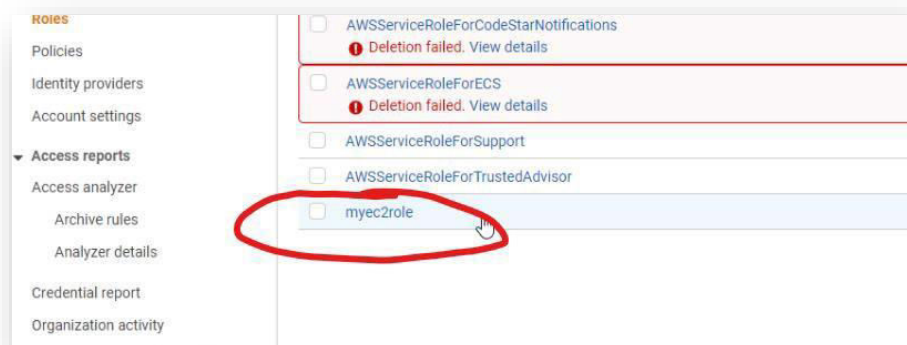 Roles
Policies
Identity providers
Account settings
Access reports
Access analyzer
Archive rules
Analyzer details
Credential report
Organization activity
AWSServiceRoleForCodeStarNotifications
Deletion failed. View details
AWSServiceRoleForECS
Deletion failed. View details
AWSServiceRoleForSupport
AWSServiceRoleForTrustedAdvisor
myec2role